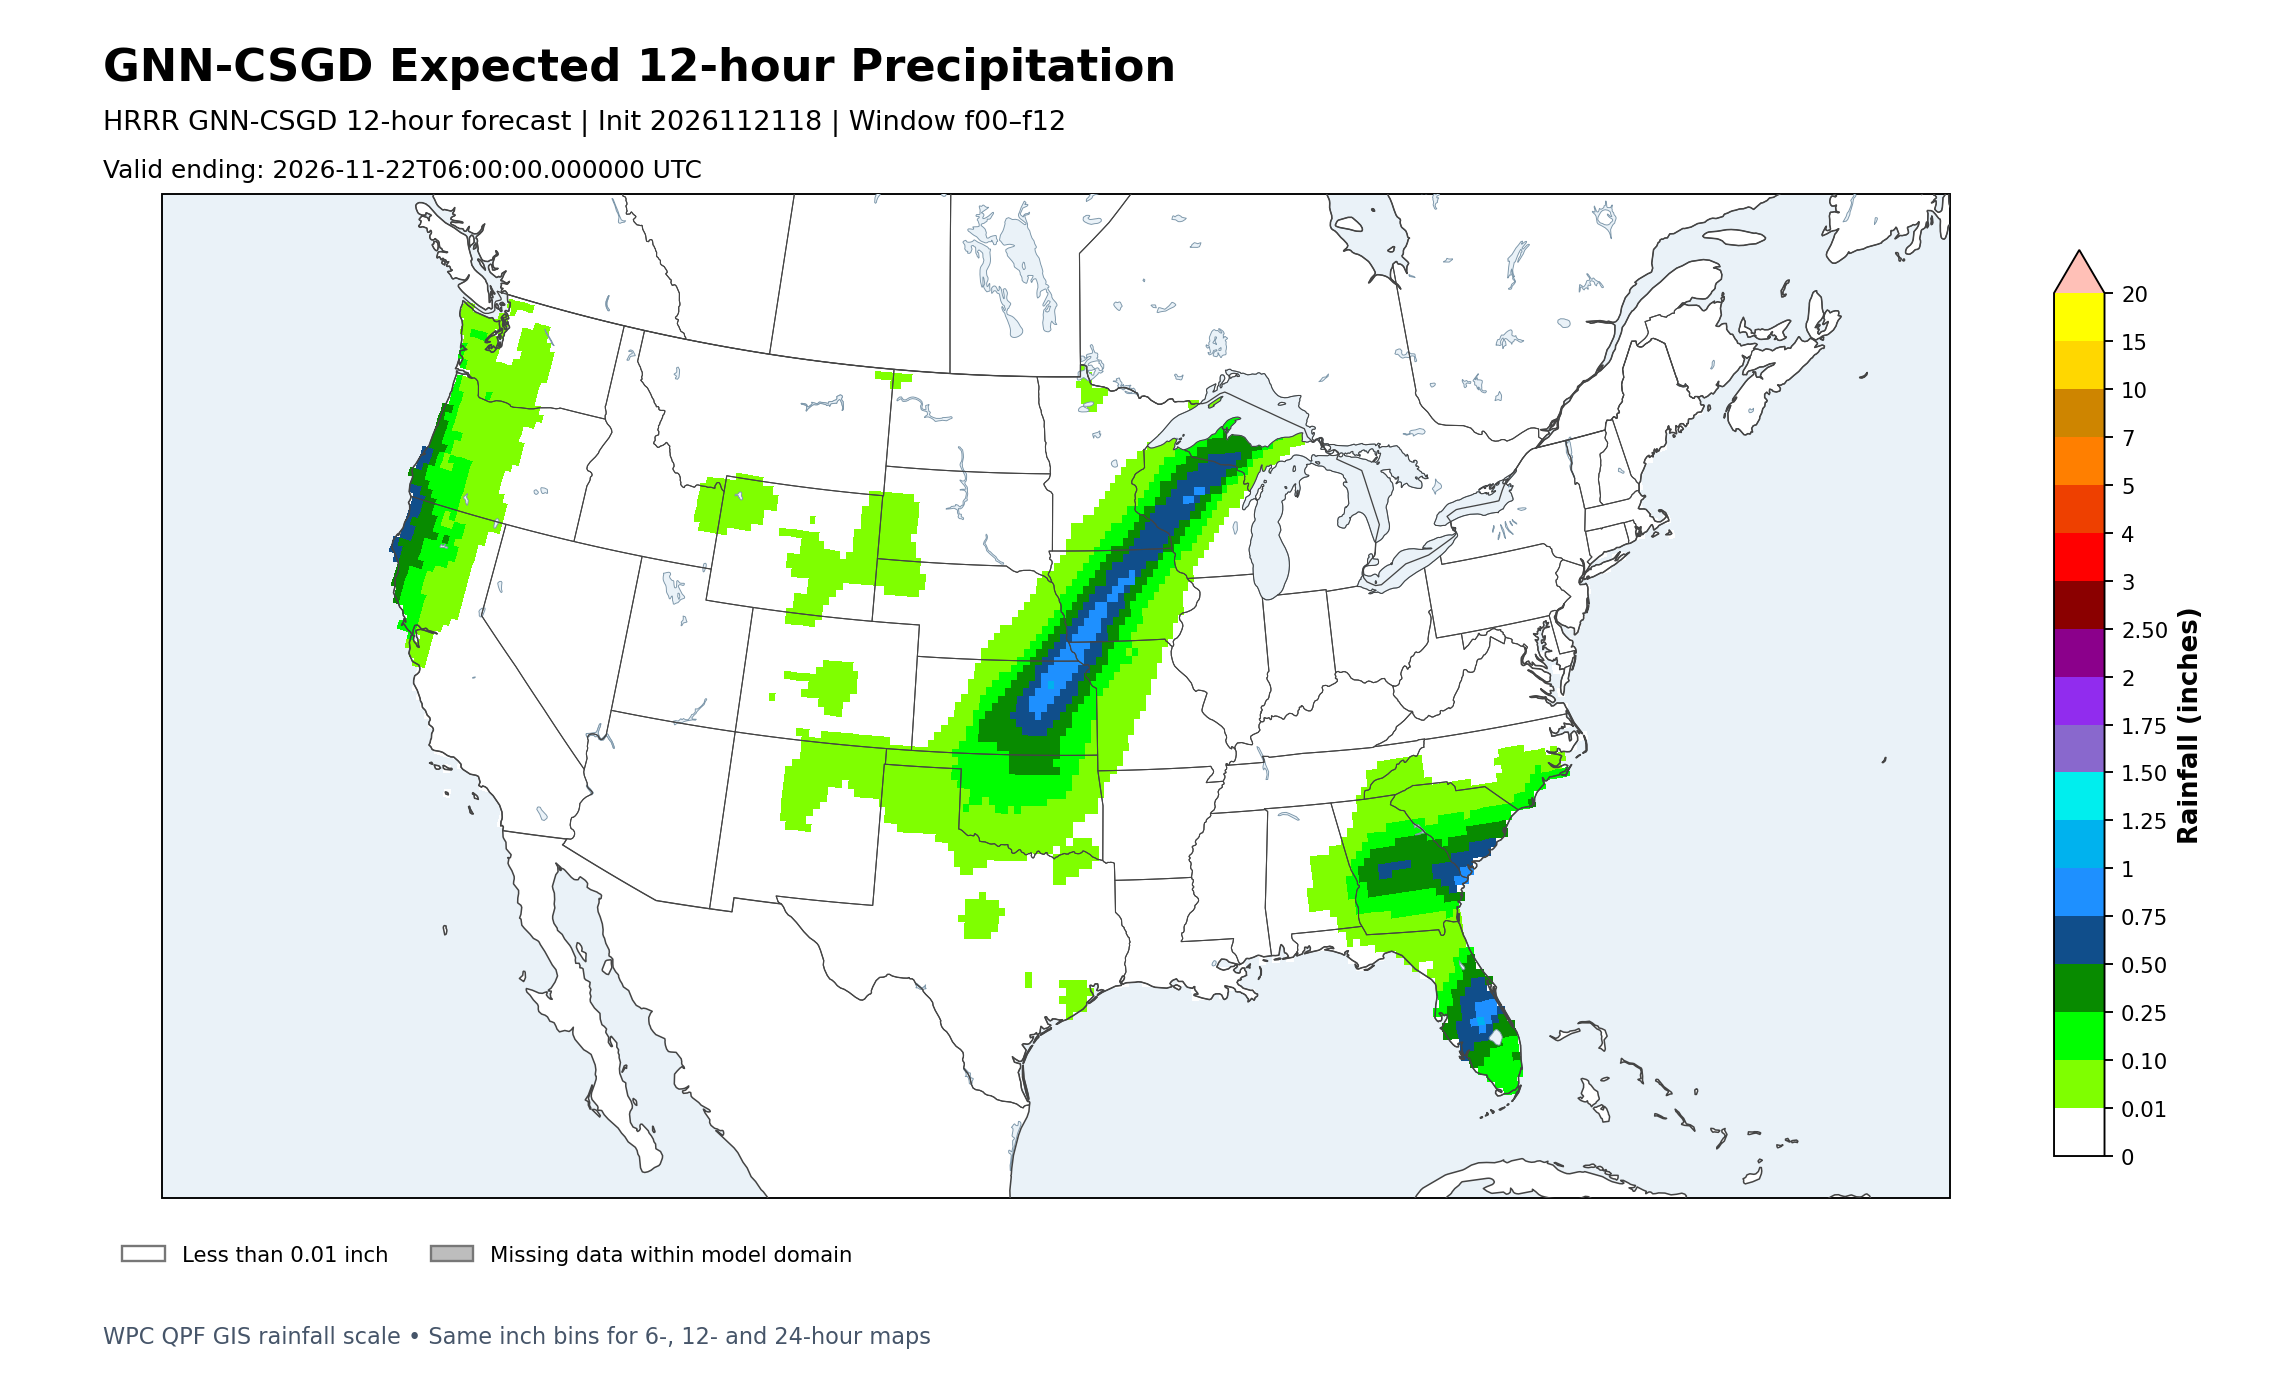 GNN-CSGD Expected 12-hour Precipitation
HRRR GNN-CSGD 12-hour forecast | Init 2026112118 | Window f00–f12
Valid ending: 2026-11-22T06:00:00.000000 UTC
20
15
10
7
5
4
3
2.50
2
1.75
1.50
1.25
1
0.75
0.50
0.25
0.10
0.01
0
Rainfall (inches)
Less than 0.01 inch
Missing data within model domain
WPC QPF GIS rainfall scale • Same inch bins for 6-, 12- and 24-hour maps